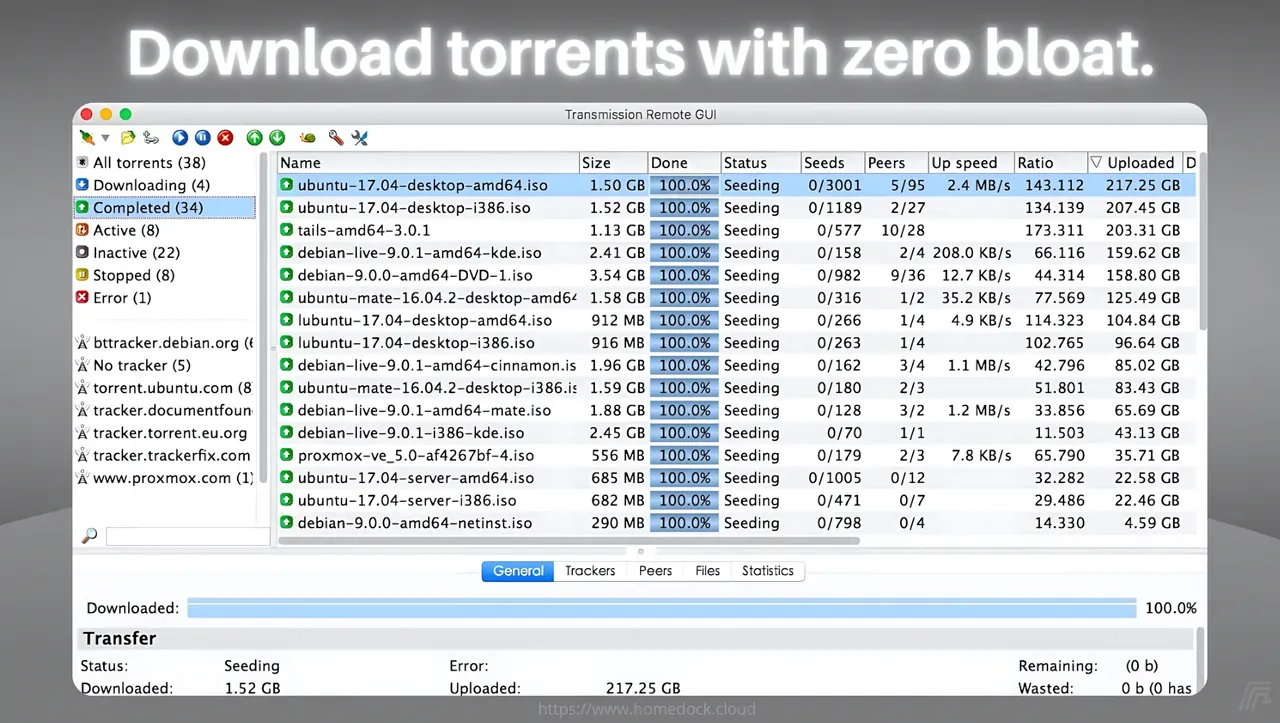 Download torrents with zero bloat.
Transmission Remote GUI
All torrents (38)
Downloading (4)
Completed (34)
Active (8)
Inactive (22)
Stopped (8)
Error (1)
bttracker.debian.org (6
No tracker (5)
torrent.ubuntu.com (8
tracker.documentfoun
tracker.torrent.eu.org
tracker.trackerfix.com
www.proxmox.com (1)
Name Size Done Status Seeds Peers Up speed Ratio Uploaded D
ubuntu-17.04-desktop-amd64.iso 1.50 GB 100.0% Seeding 0/3001 5/95 2.4 MB/s 143.112 217.25 GB
ubuntu-17.04-desktop-i386.iso 1.52 GB 100.0% Seeding 0/1189 2/27 134.139 207.45 GB
tails-amd64-3.0.1 1.13 GB 100.0% Seeding 0/577 10/28 173.311 203.31 GB
debian-live-9.0.1-amd64-kde.iso 2.41 GB 100.0% Seeding 0/158 2/4 208.0 KB/s 66.116 159.62 GB
debian-9.0.0-amd64-DVD-1.iso 3.54 GB 100.0% Seeding 0/982 9/36 12.7 KB/s 44.314 158.80 GB
ubuntu-mate-16.04.2-desktop-amd64 1.58 GB 100.0% Seeding 0/316 1/2 35.2 KB/s 77.569 125.49 GB
lubuntu-17.04-desktop-amd64.iso 912 MB 100.0% Seeding 0/266 1/4 4.9 KB/s 114.323 104.84 GB
lubuntu-17.04-desktop-i386.iso 916 MB 100.0% Seeding 0/263 1/4 102.765 96.64 GB
debian-live-9.0.1-amd64-cinnamon.is 1.96 GB 100.0% Seeding 0/162 3/4 1.1 MB/s 42.796 85.02 GB
ubuntu-mate-16.04.2-desktop-i386.is 1.59 GB 100.0% Seeding 0/180 2/3 51.801 83.43 GB
debian-live-9.0.1-amd64-mate.iso 1.88 GB 100.0% Seeding 0/128 3/2 1.2 MB/s 33.856 65.69 GB
debian-live-9.0.1-i386-kde.iso 2.45 GB 100.0% Seeding 0/70 1/1 11.503 43.13 GB
proxmox-ve_5.0-af4267bf-4.iso 556 MB 100.0% Seeding 0/179 2/3 7.8 KB/s 65.790 35.71 GB
ubuntu-17.04-server-amd64.iso 685 MB 100.0% Seeding 0/1005 0/12 32.282 22.58 GB
ubuntu-17.04-server-i386.iso 682 MB 100.0% Seeding 0/471 0/7 29.486 22.46 GB
debian-9.0.0-amd64-netinst.iso 290 MB 100.0% Seeding 0/798 0/4 14.330 4.59 GB
General Trackers Peers Files Statistics
Downloaded: 100.0%
Transfer
Status: Seeding Error: Remaining: (0 b)
Downloaded: 1.52 GB Uploaded: 217.25 GB Wasted: 0 b (0 has
https://www.homedock.cloud